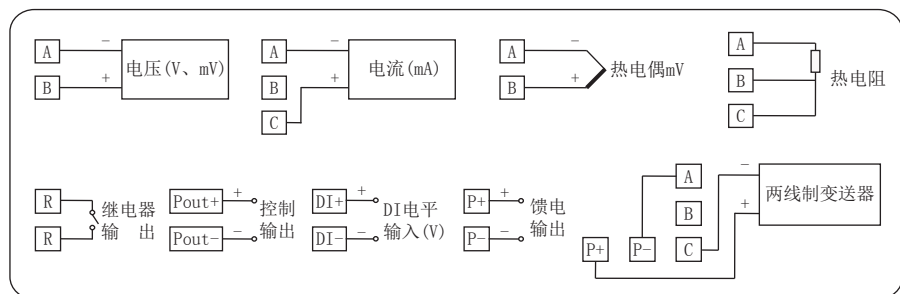 A − 电压(V、mV)
B +
A − 电流(mA)
B +
C
A − 热电偶mV
B +
A
B 热电阻
C
R 继电器
R 输 出
Pout+ + 控制
Pout- − 输出
DI+ + DI电平
DI- − 输入(V)
P+ + 馈电
P- − 输出
A − 两线制变送器
B +
C
P+ P-